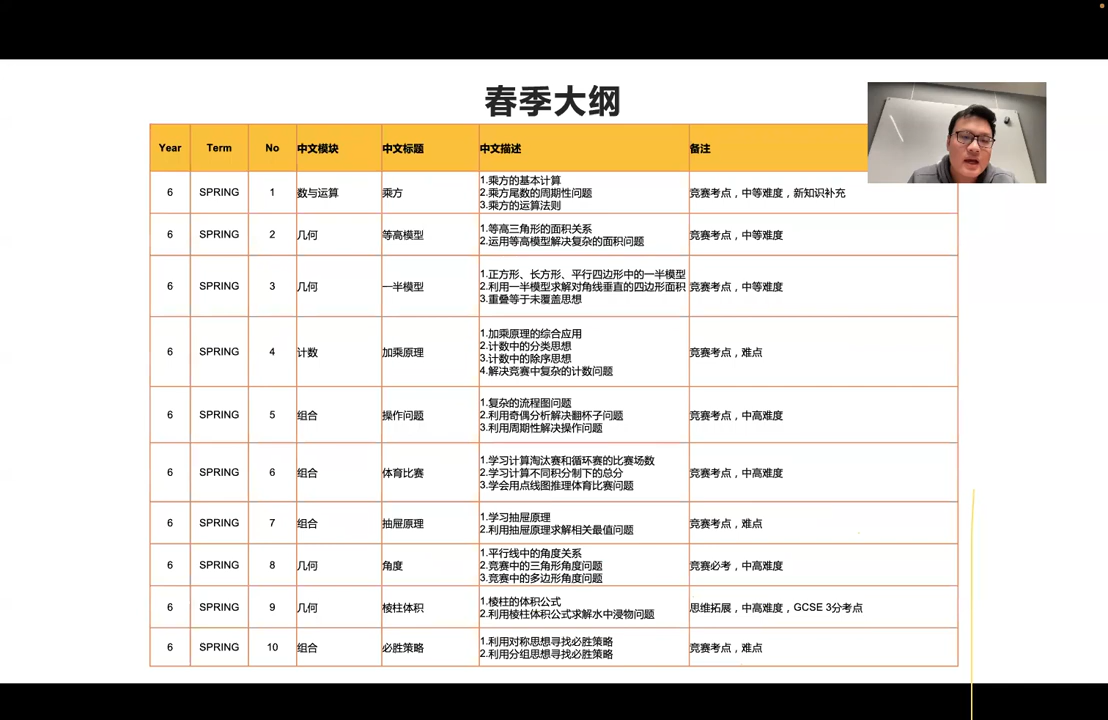 春季大纲
Year Term No 中文模块 中文标题 中文描述 备注
6 SPRING 1 数与运算 乘方 1.乘方的基本计算 竞赛考点，中等难度，新知识补充
2.乘方尾数的周期性问题
3.乘方的运算法则
6 SPRING 2 几何 等高模型 1.等高三角形的面积关系 竞赛考点，中等难度
2.运用等高模型解决复杂的面积问题
6 SPRING 3 几何 一半模型 1.正方形、长方形、平行四边形中的一半模型 竞赛考点，中等难度
2.利用一半模型求解对角线垂直的四边形面积
3.重叠等于未覆盖思想
6 SPRING 4 计数 加乘原理 1.加乘原理的综合应用 竞赛考点，难点
2.计数中的分类思想
3.计数中的除序思想
4.解决竞赛中复杂的计数问题
6 SPRING 5 组合 操作问题 1.复杂的流程图问题 竞赛考点，中高难度
2.利用奇偶分析解决翻杯子问题
3.利用周期性解决操作问题
6 SPRING 6 组合 体育比赛 1.学习计算淘汰赛和循环赛的比赛场数 竞赛考点，中高难度
2.学习计算不同积分制下的总分
3.学会用点线图推理体育比赛问题
6 SPRING 7 组合 抽屉原理 1.学习抽屉原理 竞赛考点，难点
2.利用抽屉原理求解相关最值问题
6 SPRING 8 几何 角度 1.平行线中的角度关系 竞赛必考，中高难度
2.竞赛中的三角形角度问题
3.竞赛中的多边形角度问题
6 SPRING 9 几何 棱柱体积 1.棱柱的体积公式 思维拓展，中高难度，GCSE 3分考点
2.利用棱柱体积公式求解水中浸物问题
6 SPRING 10 组合 必胜策略 1.利用对称思想寻找必胜策略 竞赛考点，难点
2.利用分组思想寻找必胜策略